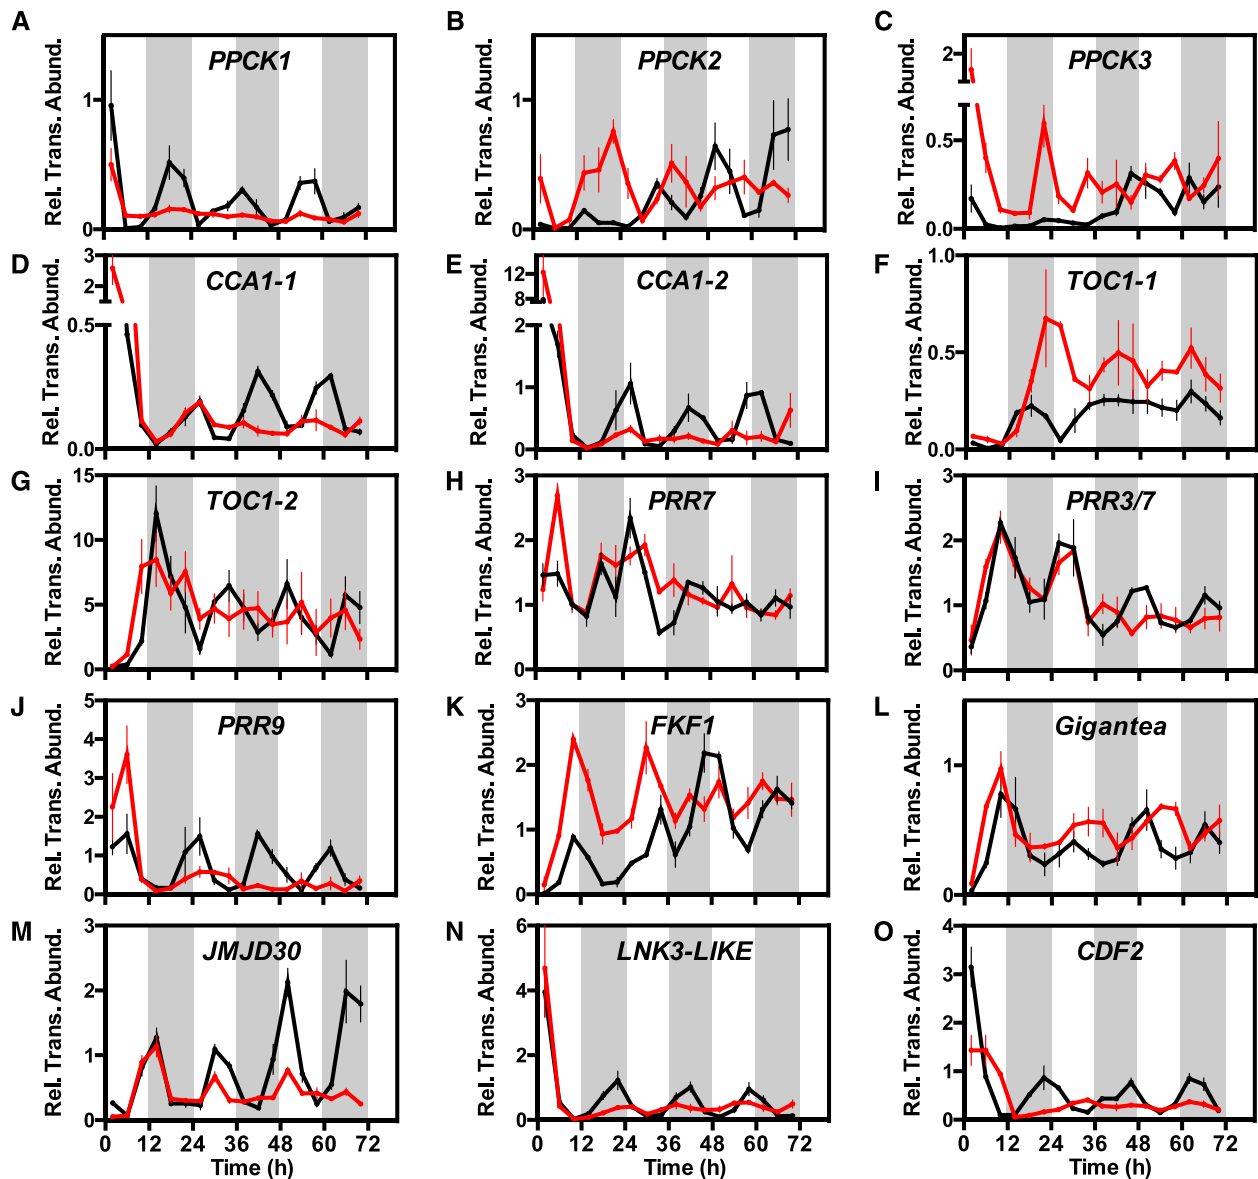 A
B
C
PPCK1
PPCK2
PPCK3
Rel. Trans. Abund.
1
0
Rel. Trans. Abund.
1
0
Rel. Trans. Abund.
2
0.5
0.0
D
E
F
CCA1-1
CCA1-2
TOC1-1
Rel. Trans. Abund.
3
2
0.5
0.0
Rel. Trans. Abund.
12
8
2
1
0
Rel. Trans. Abund.
1.0
0.5
0.0
G
H
I
TOC1-2
PRR7
PRR3/7
Rel. Trans. Abund.
15
10
5
0
Rel. Trans. Abund.
3
2
1
0
Rel. Trans. Abund.
3
2
1
0
J
K
L
PRR9
FKF1
Gigantea
Rel. Trans. Abund.
5
4
3
2
1
0
Rel. Trans. Abund.
3
2
1
0
Rel. Trans. Abund.
1
0
M
N
O
JMJD30
LNK3-LIKE
CDF2
Rel. Trans. Abund.
3
2
1
0
Rel. Trans. Abund.
6
4
2
0
Rel. Trans. Abund.
4
3
2
1
0
0 12 24 36 48 60 72
0 12 24 36 48 60 72
0 12 24 36 48 60 72
Time (h)
Time (h)
Time (h)